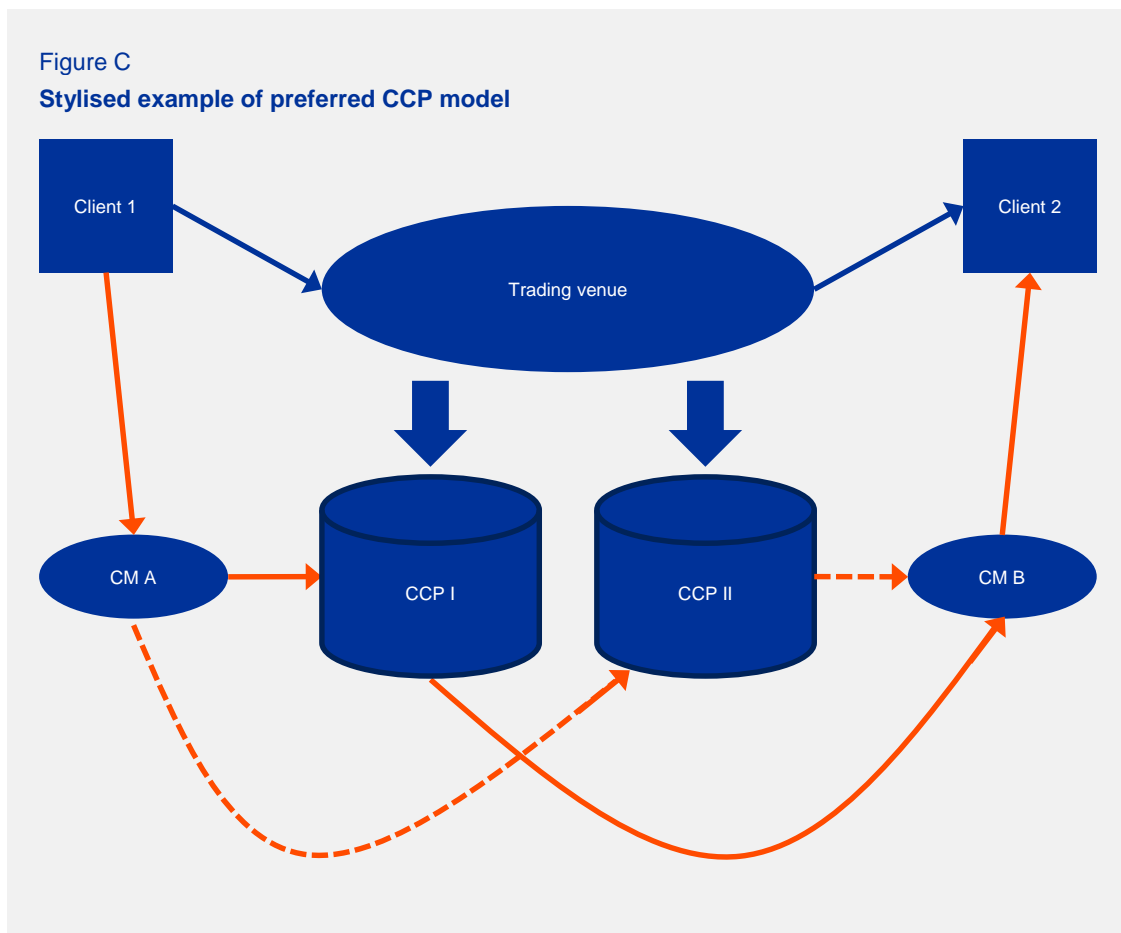 Figure C
Stylised example of preferred CCP model
Client 1
Client 2
Trading venue
CM A
CCP I
CCP II
CM B